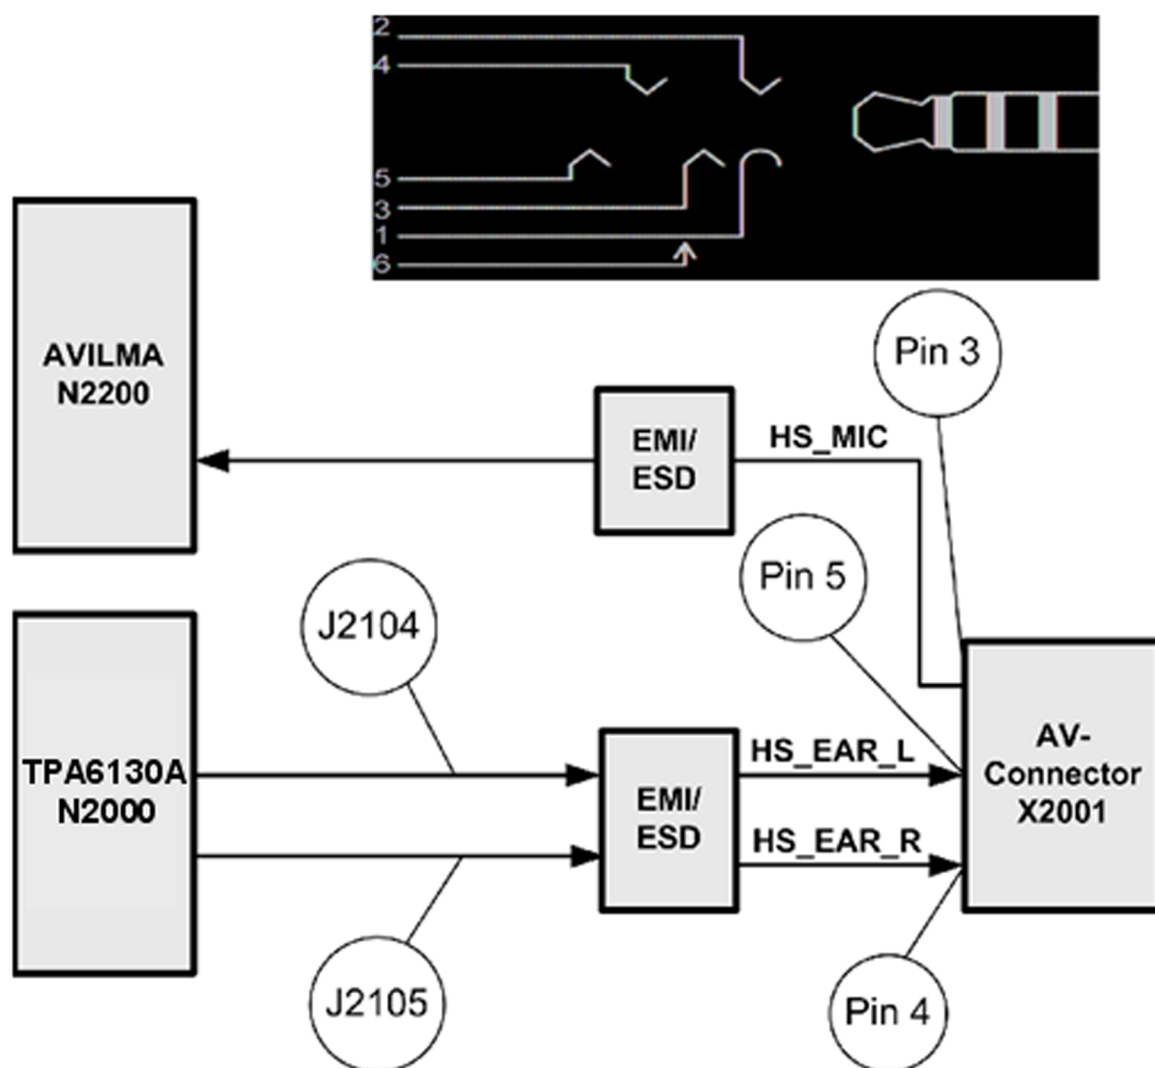 2
4
5
3
1
6
Pin 3
AVILMA
N2200
EMI/
ESD
HS_MIC
Pin 5
J2104
TPA6130A
N2000
EMI/
ESD
HS_EAR_L
HS_EAR_R
AV-
Connector
X2001
J2105
Pin 4